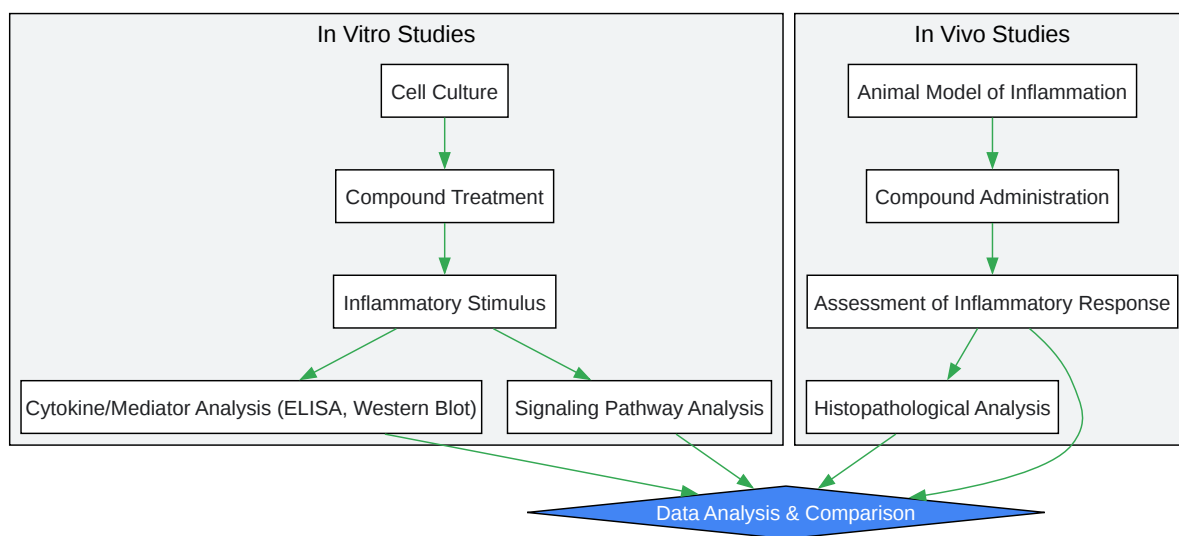 In Vitro Studies
Cell Culture
Compound Treatment
Inflammatory Stimulus
Cytokine/Mediator Analysis (ELISA, Western Blot)
Signaling Pathway Analysis
In Vivo Studies
Animal Model of Inflammation
Compound Administration
Assessment of Inflammatory Response
Histopathological Analysis
Data Analysis & Comparison